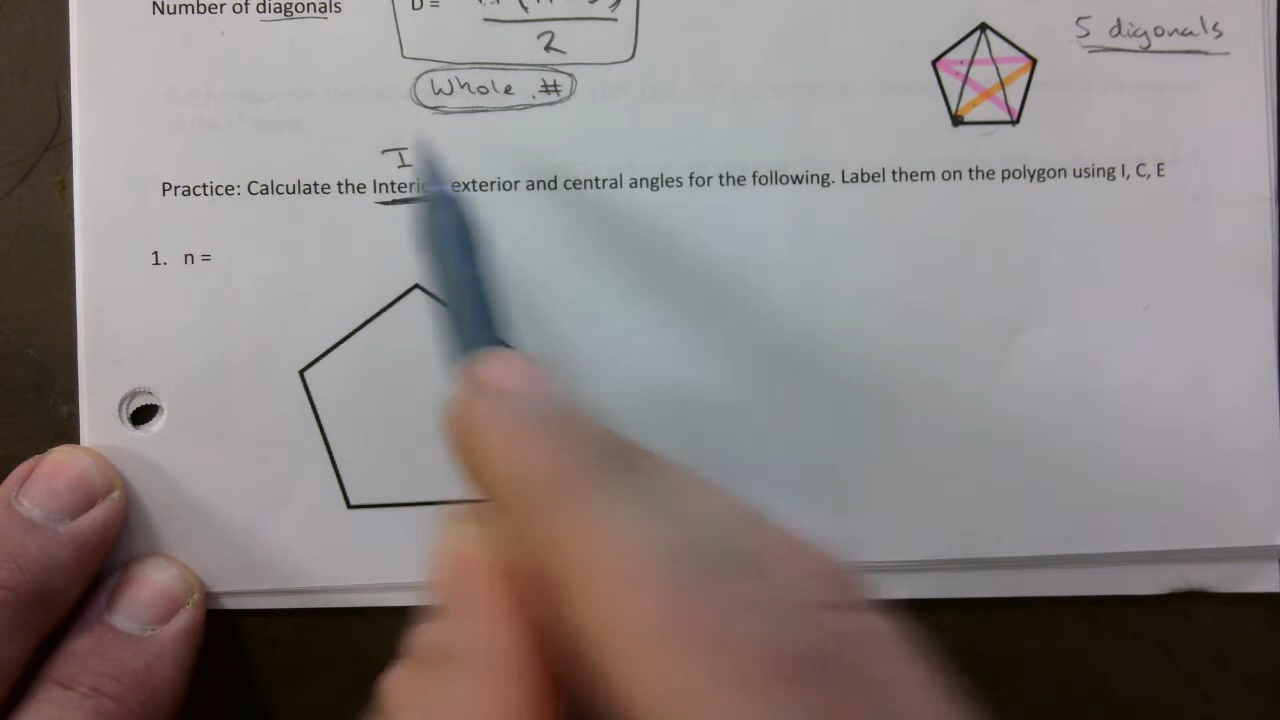 Number of diagonals
D =
2
5 digonals
Whole #
I
Practice: Calculate the Interi exterior and central angles for the following. Label them on the polygon using I, C, E
1. n =